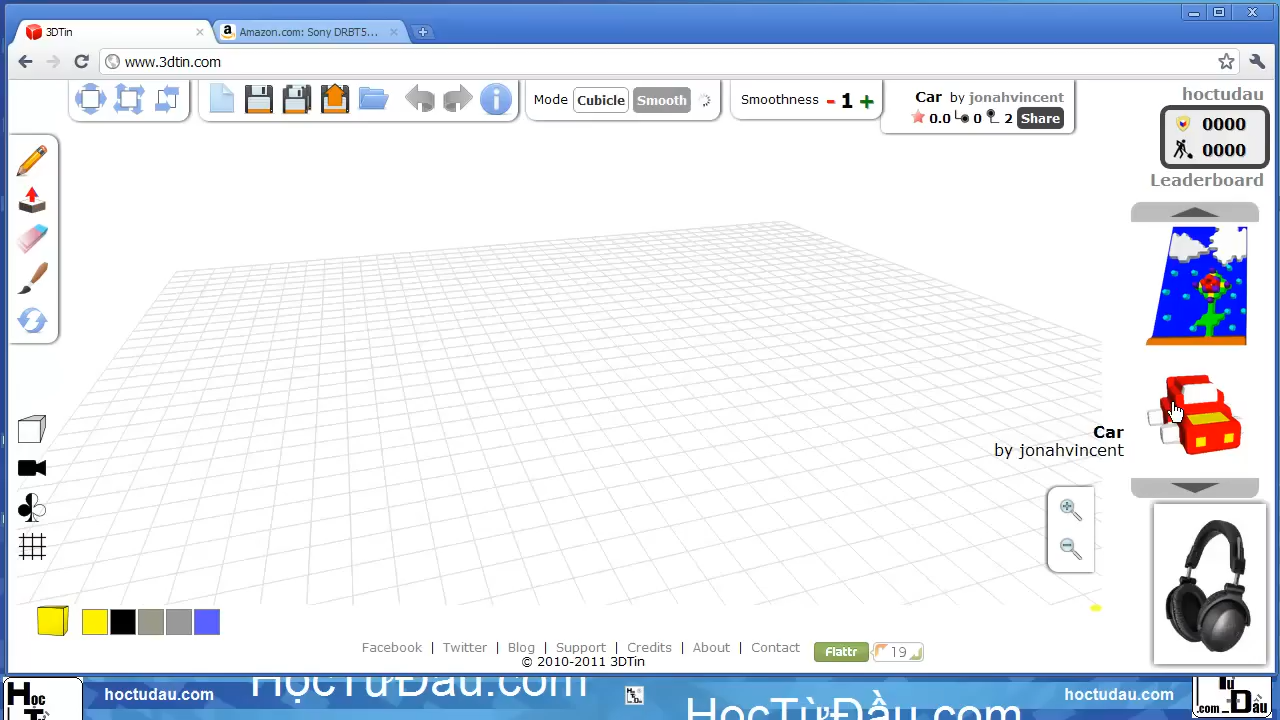 3DTin
Amazon.com: Sony DRBT5...
www.3dtin.com
Mode Cubicle Smooth
Smoothness - 1 +
Car by jonahvincent
0.0 0 2 Share
hoctudau
0000
0000
Leaderboard
Car
by jonahvincent
Facebook | Twitter | Blog | Support | Credits | About | Contact
© 2010-2011 3DTin
Flattr 19
Học
hoctudau.com
HọcTừĐầu.com
HọcTừĐầu.com
hoctudau.com
.com